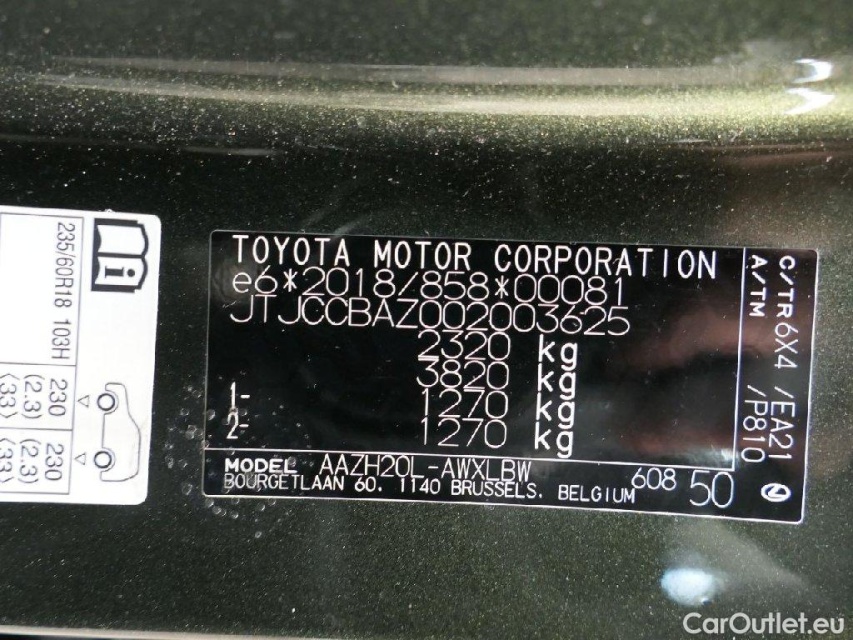 235/60R18 103H
230
(2.3)
(33)
230
(2.3)
(33)
TOYOTA MOTOR CORPORATION
e6*2018/858*00081
JTJCCBAZ002003625
2320 kg
3820 kg
1- 1270 kg
2- 1270 kg
MODEL AAZH20L-AWXLBW
BOURGETLAAN 60. 1140 BRUSSELS. BELGIUM 608 50
C/TR6X4 /EA21
A/TM /P810
CarOutlet.eu